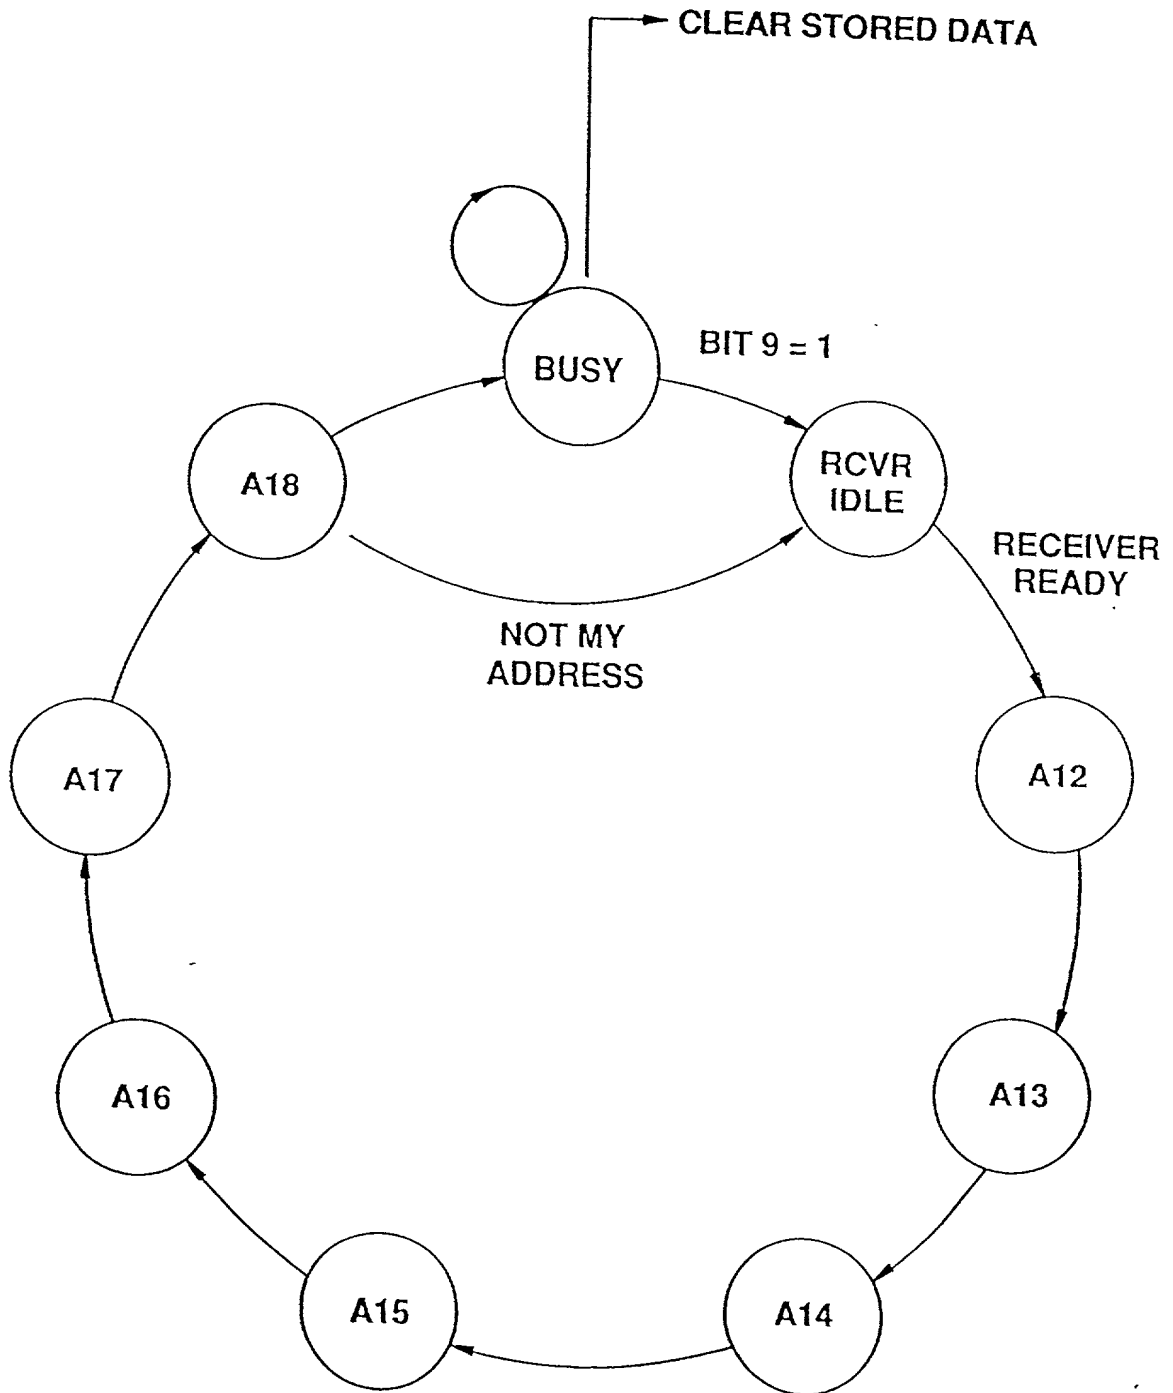 CLEAR STORED DATA
BUSY
BIT 9 = 1
A18
RCVR
IDLE
RECEIVER
READY
NOT MY
ADDRESS
A17
A12
A16
A13
A15
A14